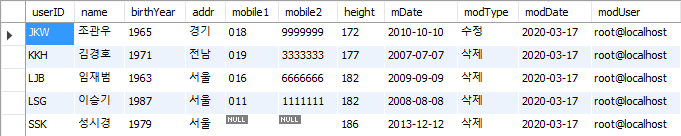 userID name birthYear addr mobile1 mobile2 height mDate modType modDate modUser
JKW 조관우 1965 경기 018 9999999 172 2010-10-10 수정 2020-03-17 root@localhost
KKH 김경호 1971 전남 019 3333333 177 2007-07-07 삭제 2020-03-17 root@localhost
LJB 임재범 1963 서울 016 6666666 182 2009-09-09 삭제 2020-03-17 root@localhost
LSG 이승기 1987 서울 011 1111111 182 2008-08-08 삭제 2020-03-17 root@localhost
SSK 성시경 1979 서울 NULL NULL 186 2013-12-12 삭제 2020-03-17 root@localhost